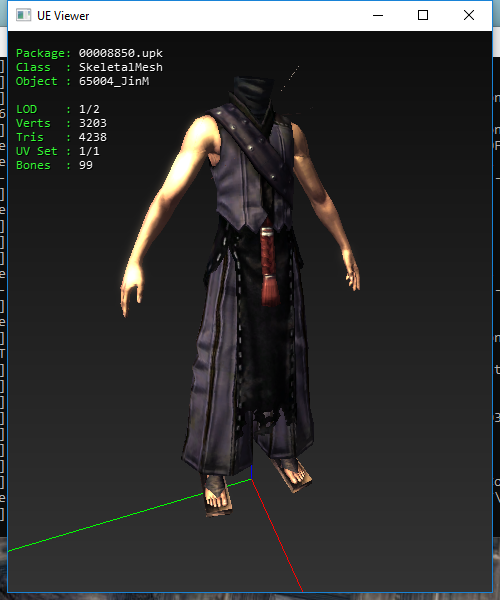 UE Viewer
Package: 00008850.upk
Class : SkeletalMesh
Object : 65004_JinM
LOD : 1/2
Verts : 3203
Tris : 4238
UV Set : 1/1
Bones : 99